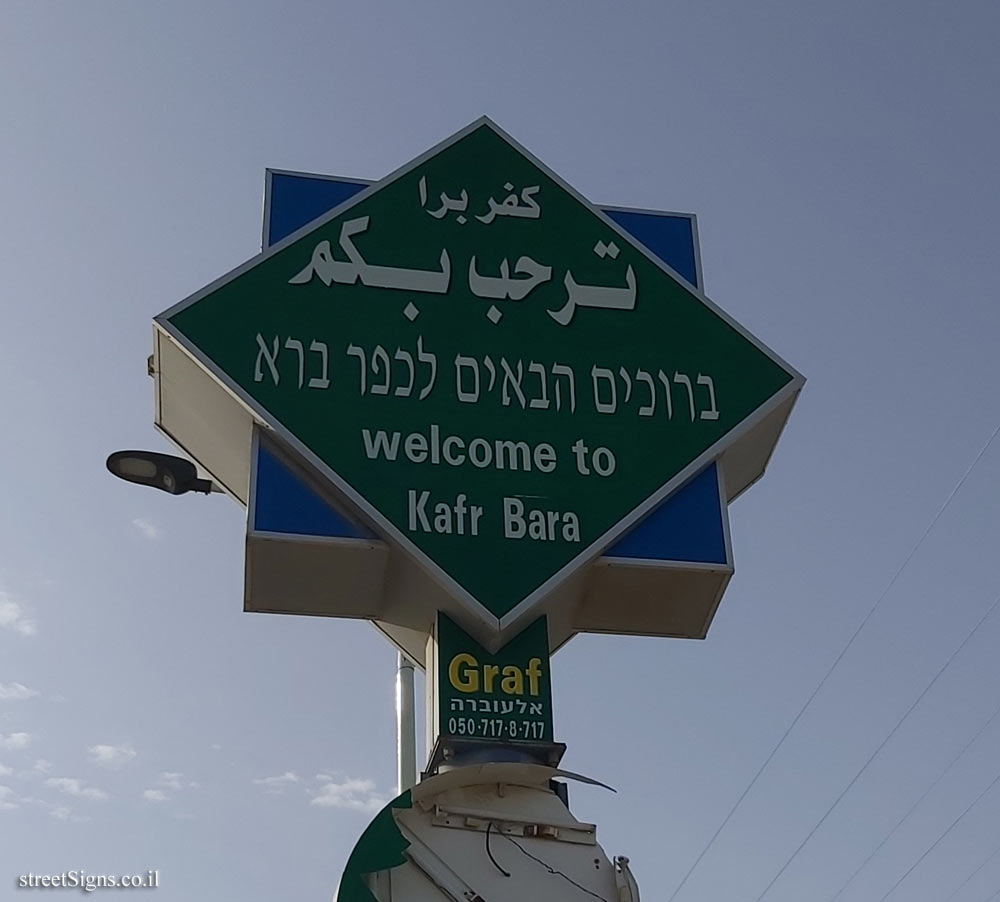 كفر برا
ترحب بكم
ברוכים הבאים לכפר ברא
welcome to
Kafr Bara
Graf
אלעוברה
050-717-8-717
streetSigns.co.il